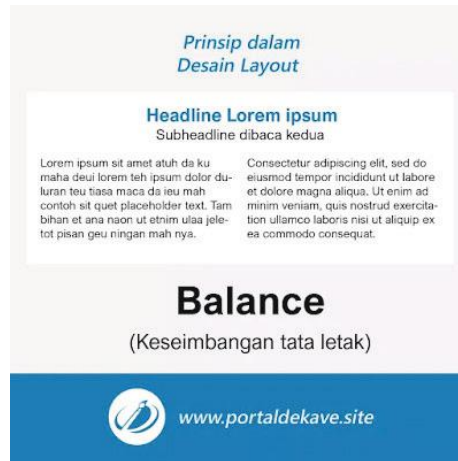 Prinsip dalam
Desain Layout
Headline Lorem ipsum
Subheadline dibaca kedua
Lorem ipsum sit amet atuh da ku
maha deui lorem teh ipsum dolor du-
luran teu tiasa maca da ieu mah
contoh sit quet placeholder text. Tam
bihan et ana naon ut etnim ulaa jele-
tot pisan geu ningan mah nya.
Consectetur adipiscing elit, sed do
eiusmod tempor incididunt ut labore
et dolore magna aliqua. Ut enim ad
minim veniam, quis nostrud exercita-
tion ullamco laboris nisi ut aliquip ex
ea commodo consequat.
Balance
(Keseimbangan tata letak)
www.portaldekave.site